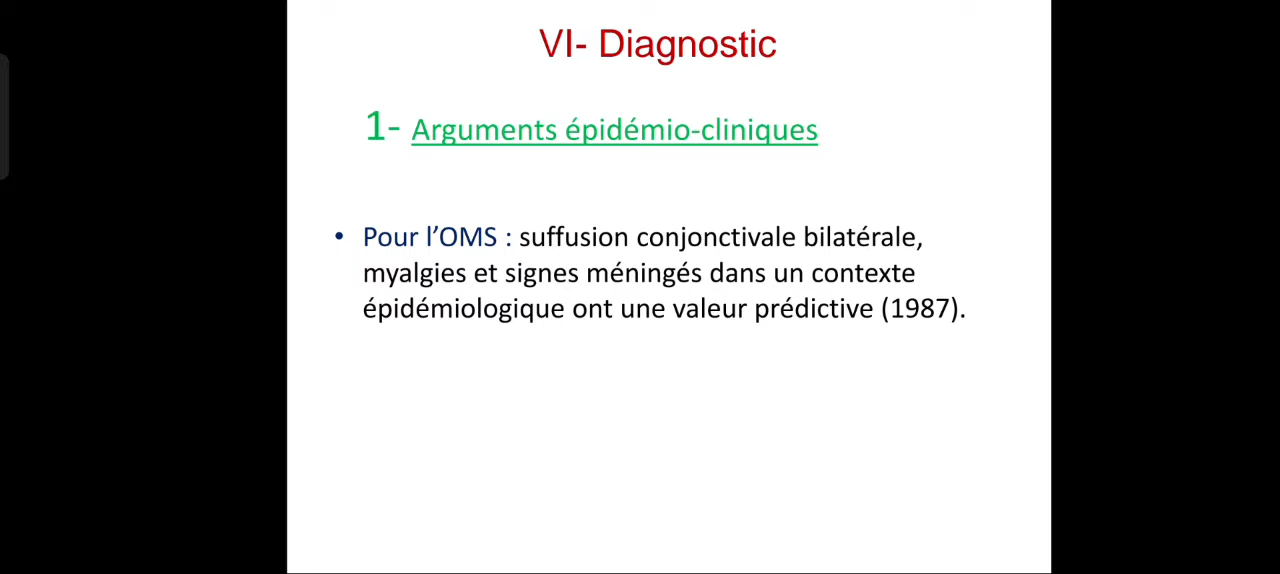 VI- Diagnostic
1- Arguments épidémio-cliniques
• Pour l’OMS : suffusion conjonctivale bilatérale,
myalgies et signes méningés dans un contexte
épidémiologique ont une valeur prédictive (1987).